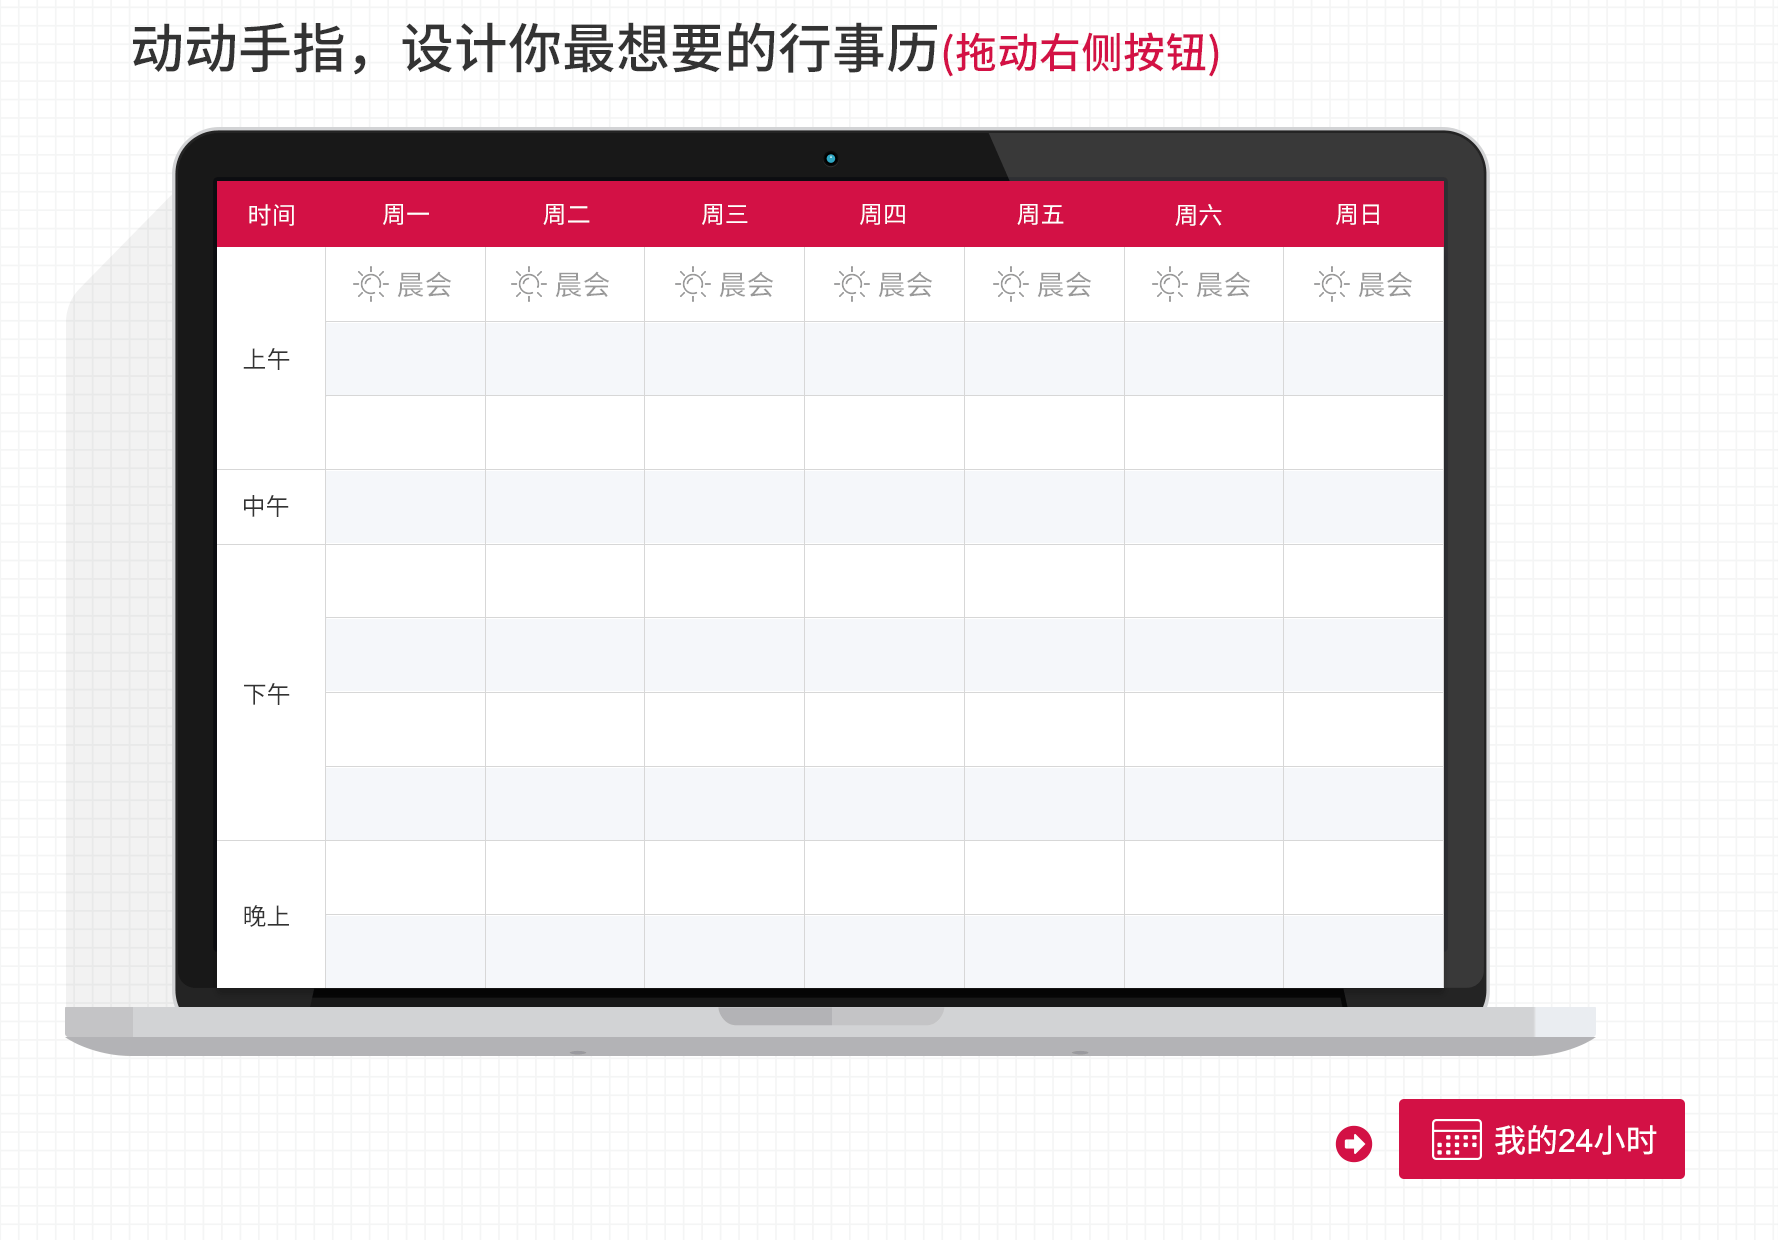 动动手指，设计你最想要的行事历(拖动右侧按钮)
时间 周一 周二 周三 周四 周五 周六 周日
晨会 晨会 晨会 晨会 晨会 晨会 晨会
上午
中午
下午
晚上
我的24小时